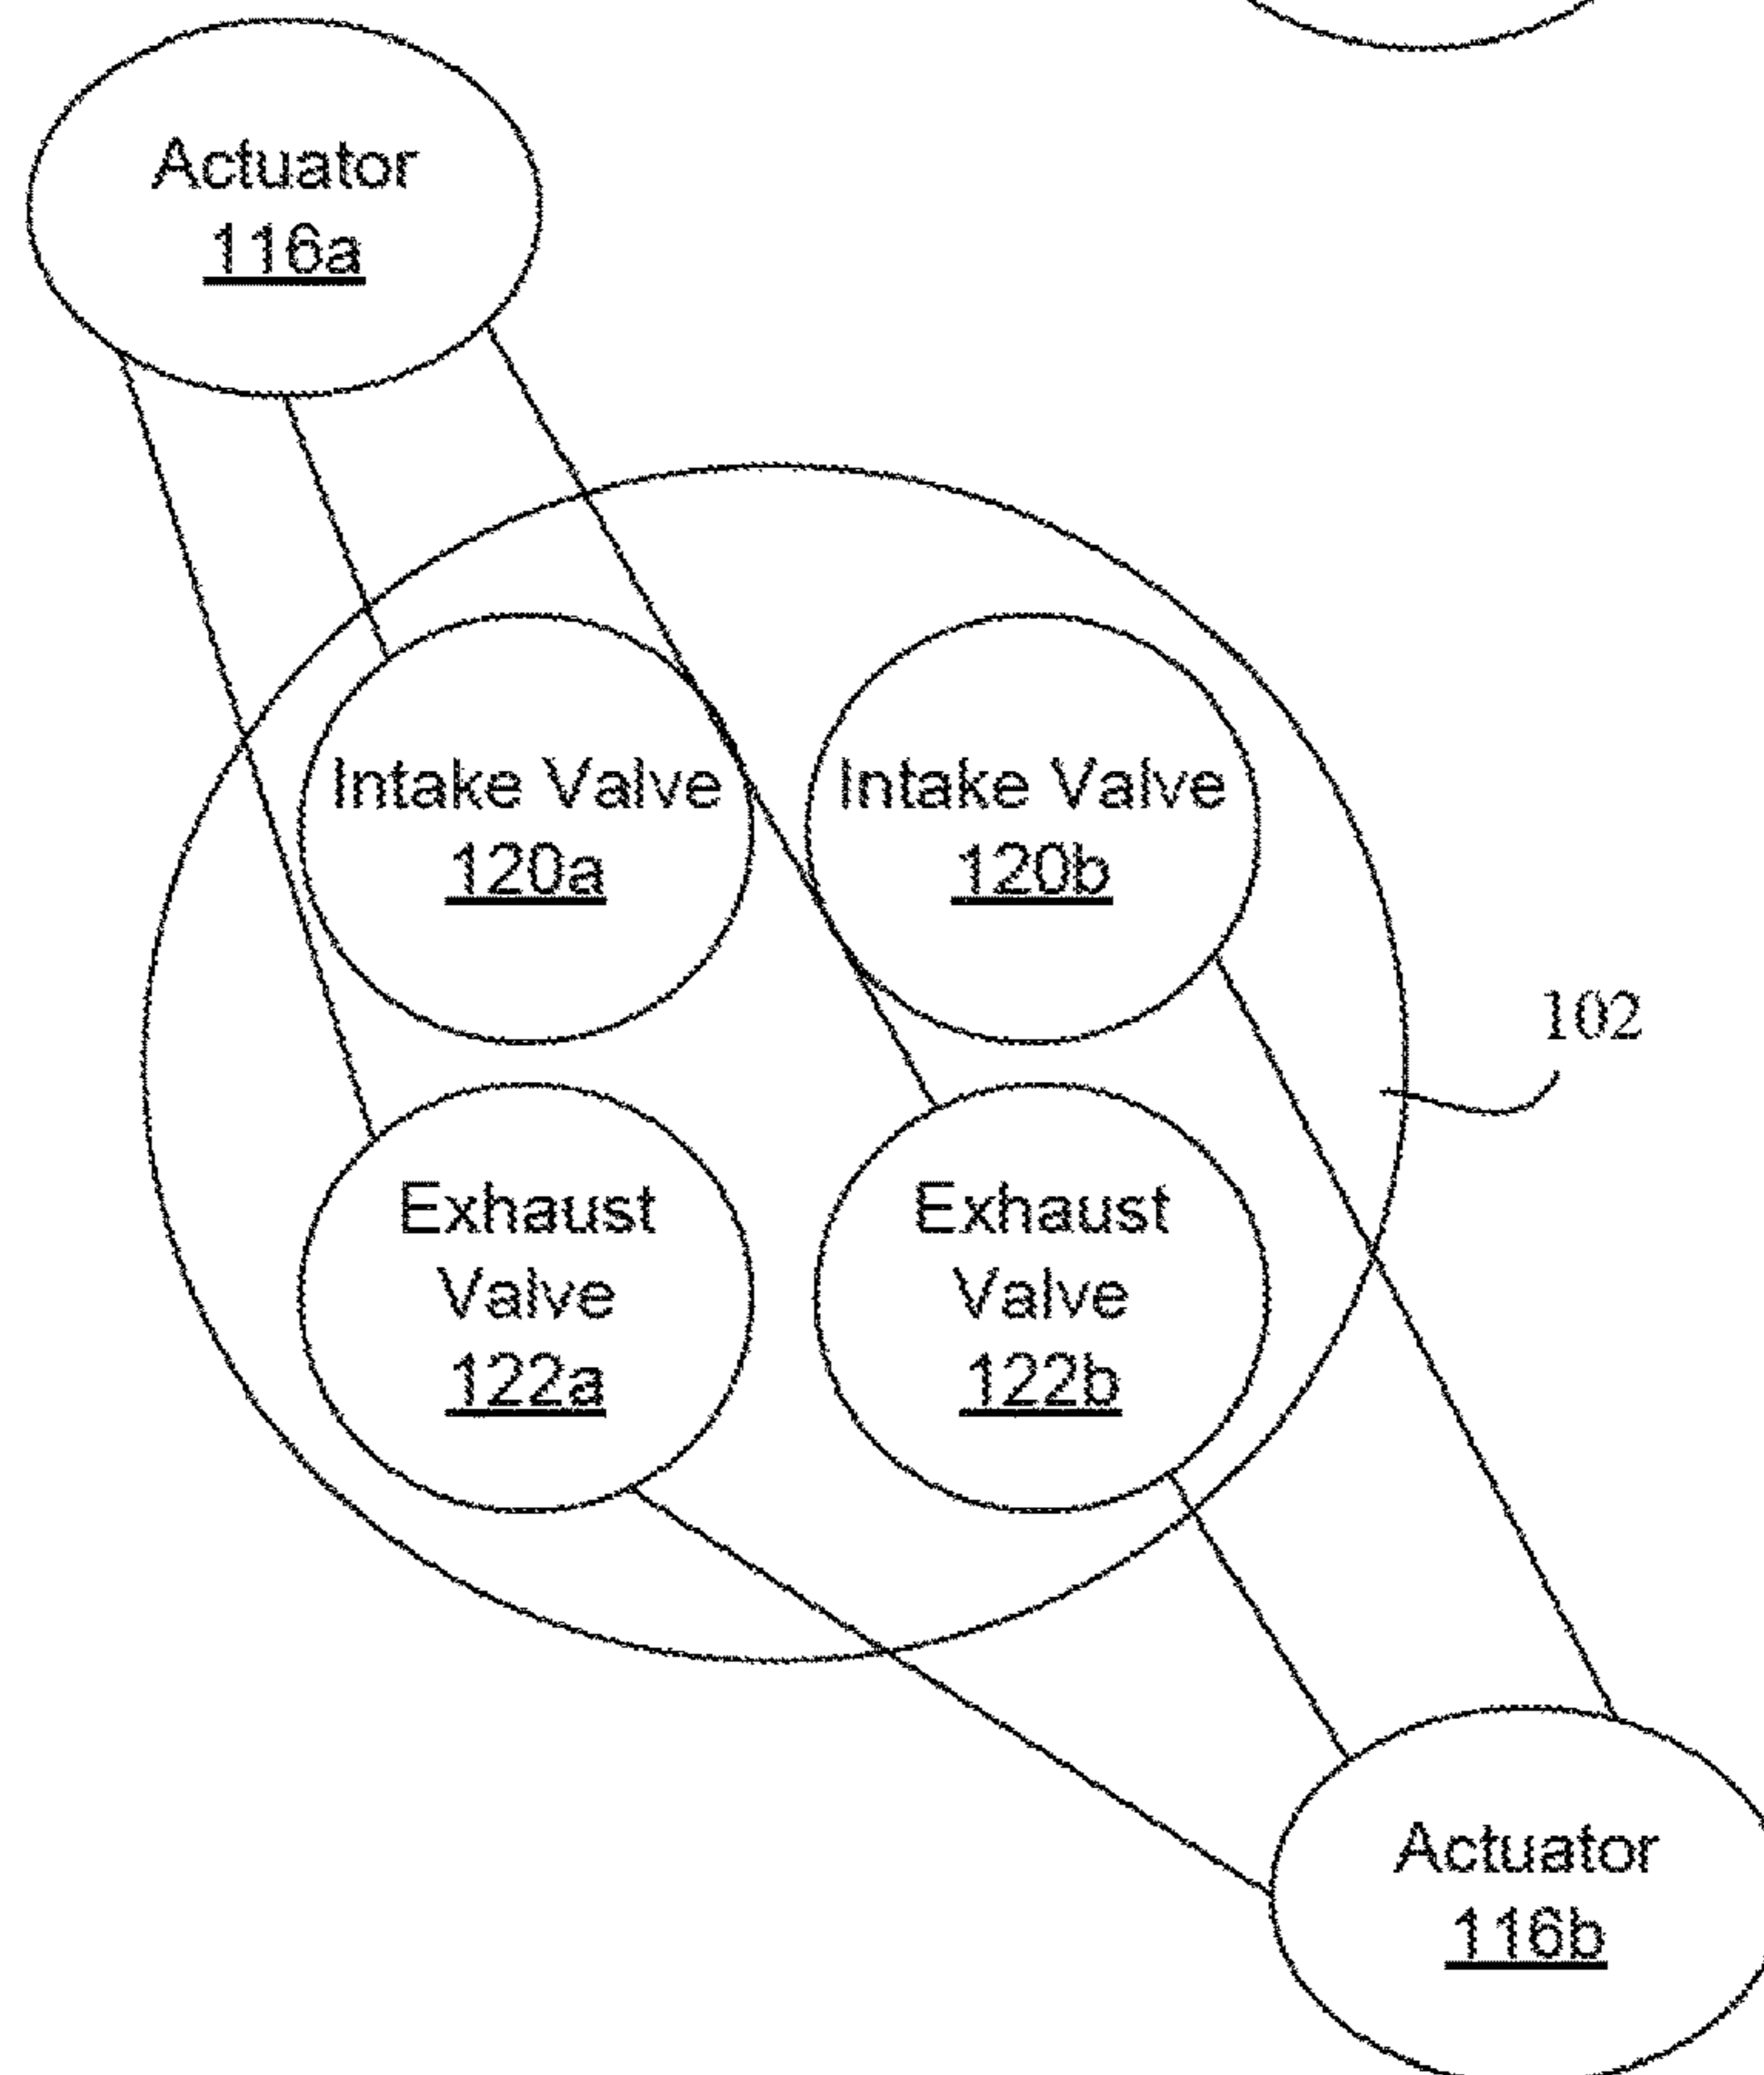 Actuator
116a
Intake Valve
120a
Intake Valve
120b
102
Exhaust
Valve
122a
Exhaust
Valve
122b
Actuator
116b